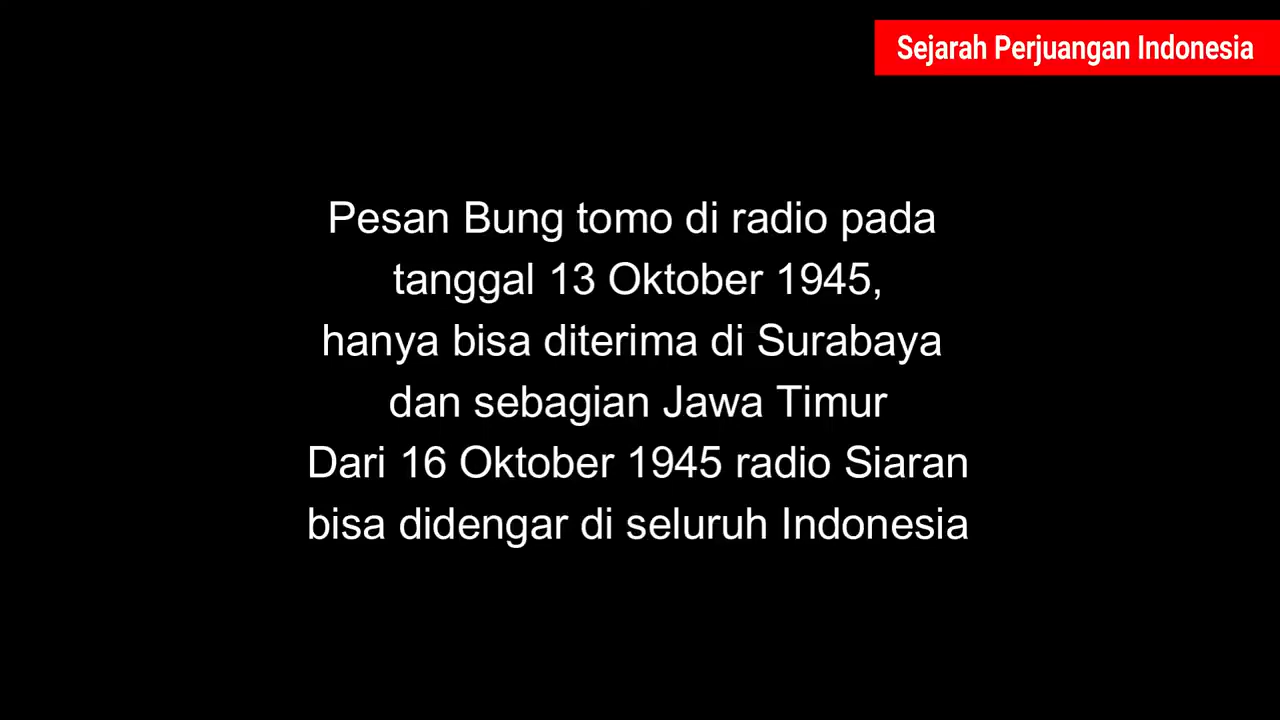 Sejarah Perjuangan Indonesia
Pesan Bung tomo di radio pada
tanggal 13 Oktober 1945,
hanya bisa diterima di Surabaya
dan sebagian Jawa Timur
Dari 16 Oktober 1945 radio Siaran
bisa didengar di seluruh Indonesia